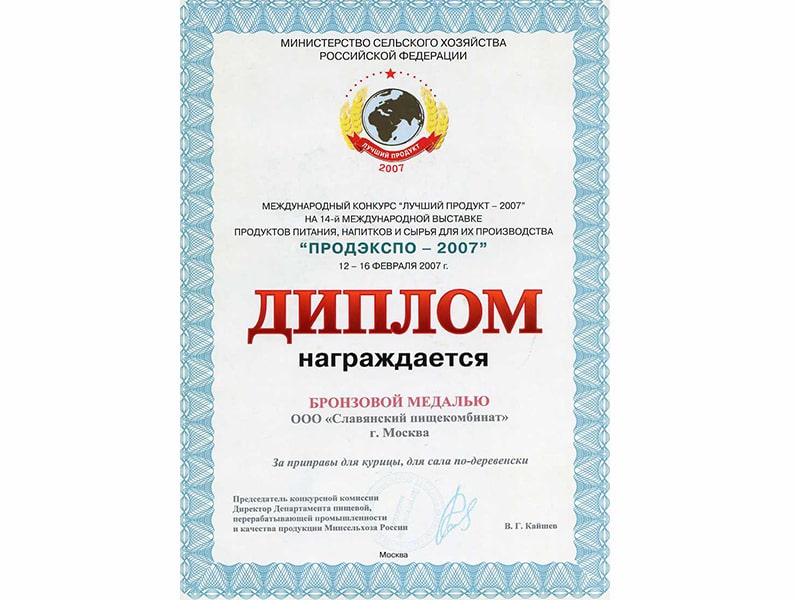 МИНИСТЕРСТВО СЕЛЬСКОГО ХОЗЯЙСТВА
РОССИЙСКОЙ ФЕДЕРАЦИИ
ЛУЧШИЙ ПРОДУКТ
2007
МЕЖДУНАРОДНЫЙ КОНКУРС "ЛУЧШИЙ ПРОДУКТ – 2007"
НА 14-й МЕЖДУНАРОДНОЙ ВЫСТАВКЕ
ПРОДУКТОВ ПИТАНИЯ, НАПИТКОВ И СЫРЬЯ ДЛЯ ИХ ПРОИЗВОДСТВА
"ПРОДЭКСПО – 2007"
12 – 16 ФЕВРАЛЯ 2007 г.
ДИПЛОМ
награждается
БРОНЗОВОЙ МЕДАЛЬЮ
ООО «Славянский пищекомбинат»
г. Москва
За приправы для курицы, для сала по-деревенски
Председатель конкурсной комиссии
Директор Департамента пищевой,
перерабатывающей промышленности
и качества продукции Минсельхоза России
В. Г. Кайшев
Москва